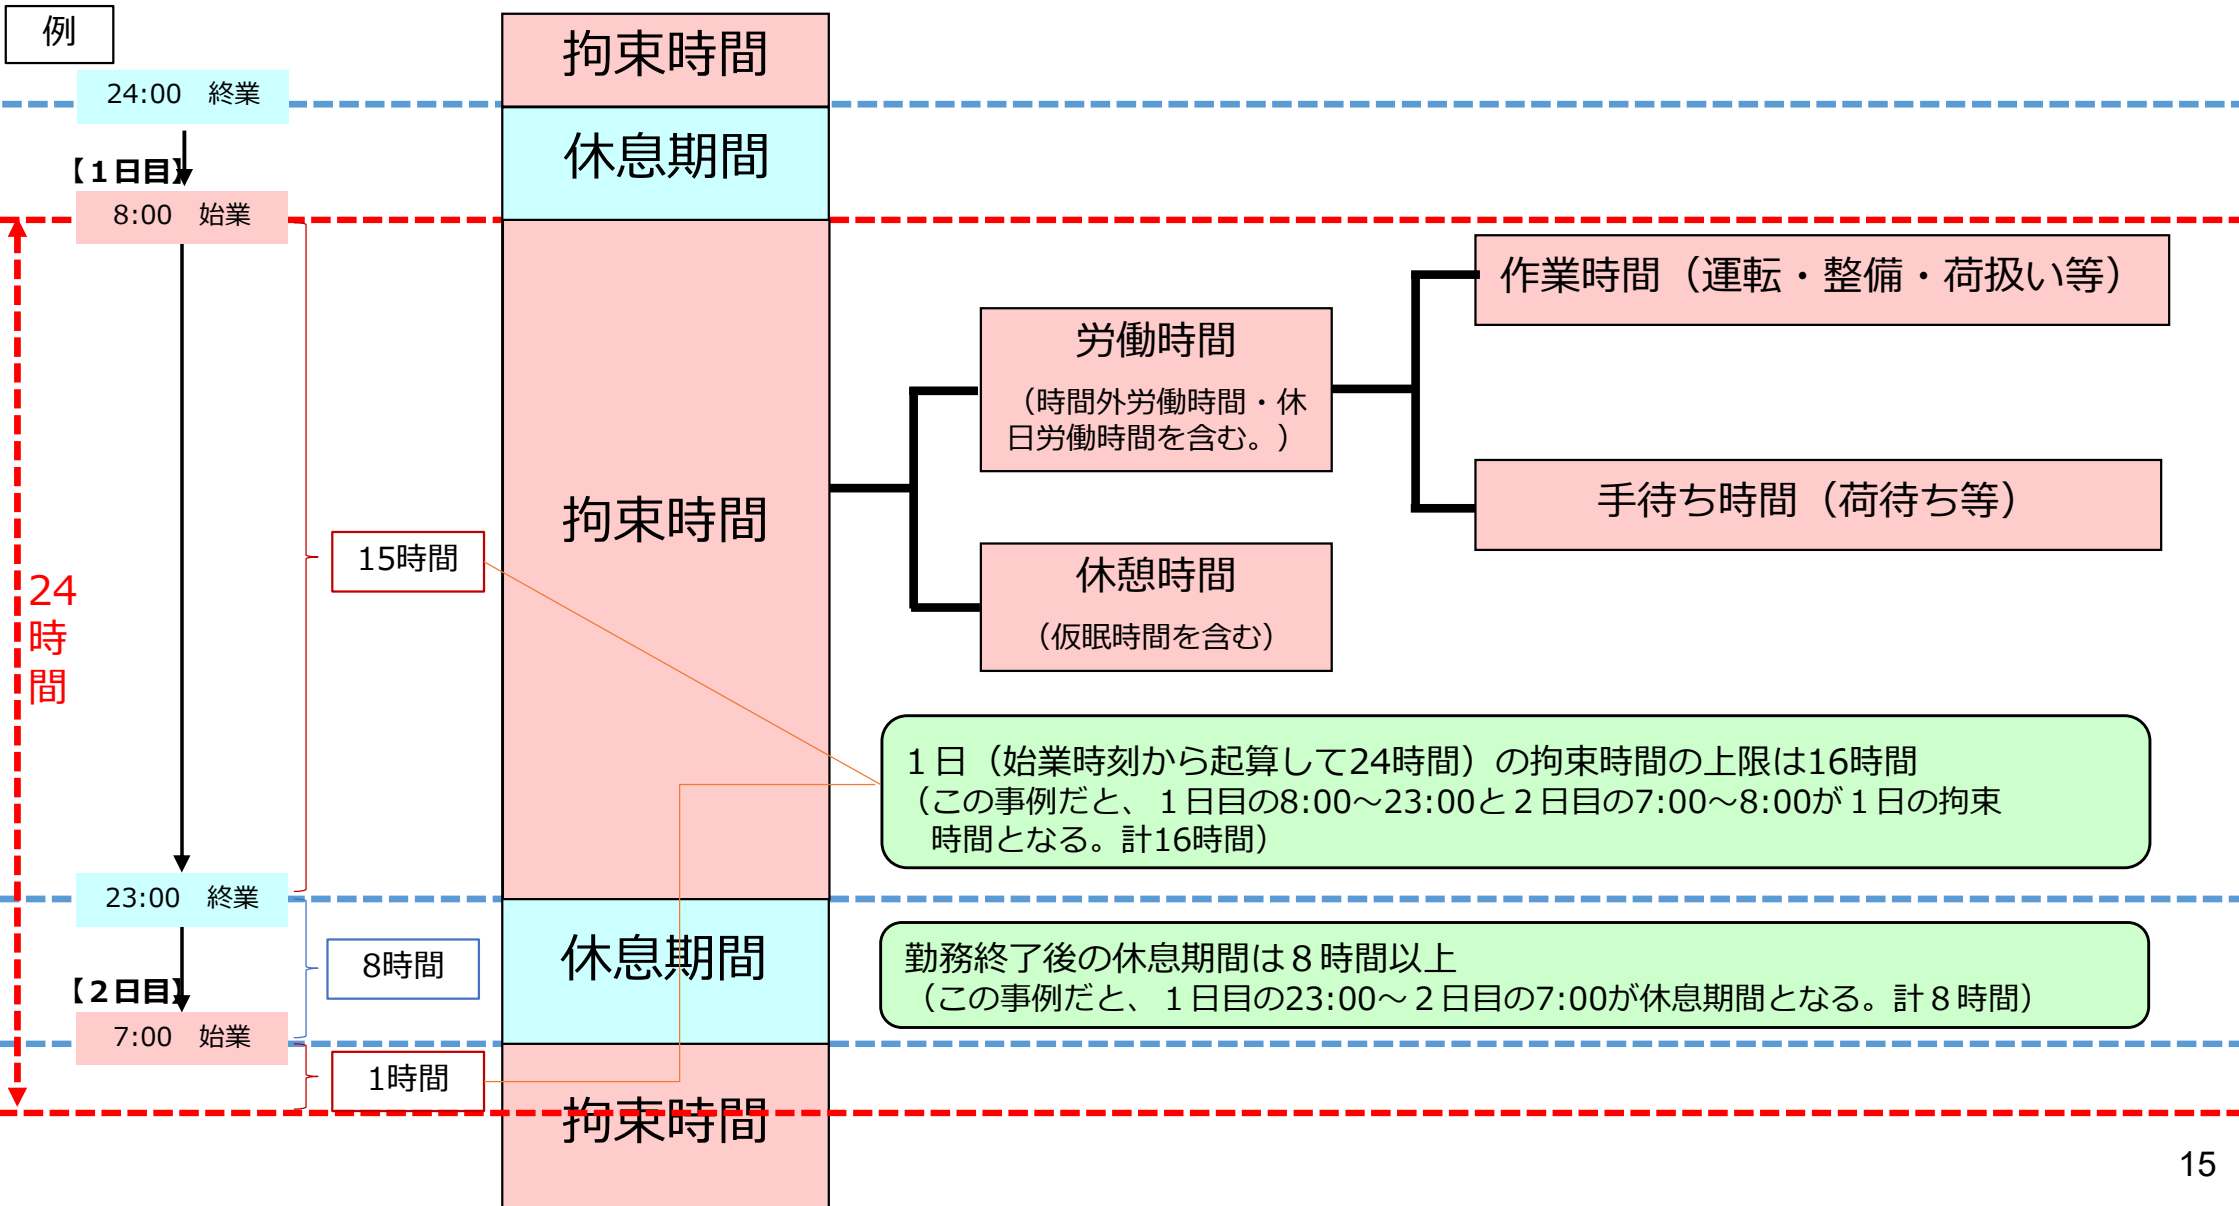 例
24:00　終業
【１日目】
8:00　始業
24
時
間
15時間
23:00　終業
8時間
【２日目】
7:00　始業
1時間
拘束時間
休息期間
拘束時間
休息期間
拘束時間
労働時間
（時間外労働時間・休
日労働時間を含む。）
休憩時間
（仮眠時間を含む）
作業時間（運転・整備・荷扱い等）
手待ち時間（荷待ち等）
１日（始業時刻から起算して24時間）の拘束時間の上限は16時間
（この事例だと、１日目の8:00～23:00と２日目の7:00～8:00が１日の拘束
時間となる。計16時間）
勤務終了後の休息期間は８時間以上
（この事例だと、１日目の23:00～２日目の7:00が休息期間となる。計８時間）
15